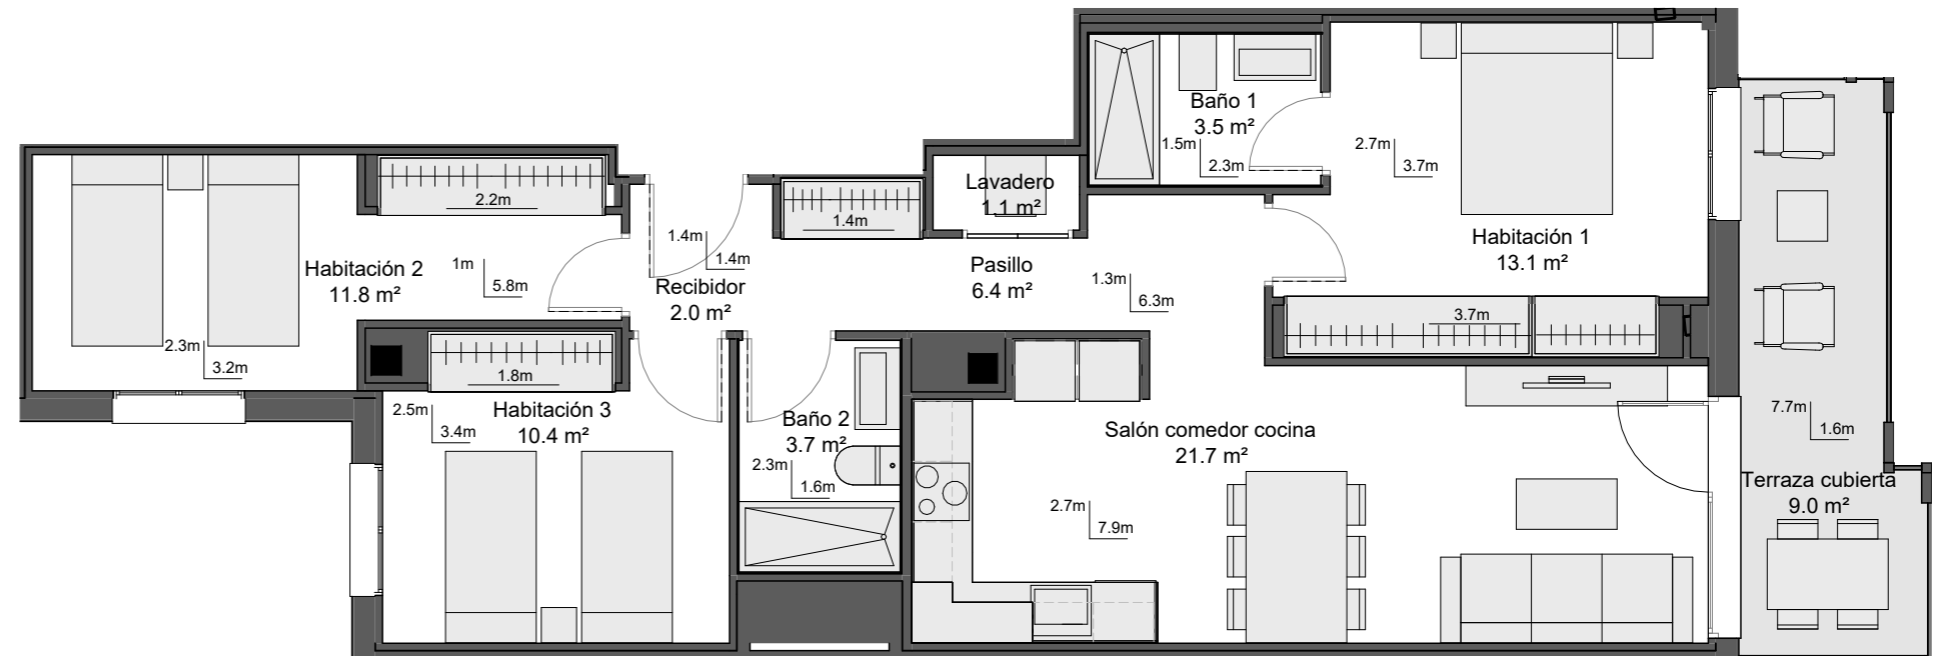 Baño 1
3.5 m²
1.5m
2.3m
2.7m
3.7m
Habitación 1
13.1 m²
3.7m
Lavadero
1.1 m²
2.2m
1.4m
1.4m
1.4m
Recibidor
2.0 m²
Pasillo
6.4 m²
1.3m
6.3m
Habitación 2
11.8 m²
1m
5.8m
2.3m
3.2m
1.8m
Habitación 3
10.4 m²
2.5m
3.4m
Baño 2
3.7 m²
2.3m
1.6m
Salón comedor cocina
21.7 m²
2.7m
7.9m
7.7m
1.6m
Terraza cubierta
9.0 m²